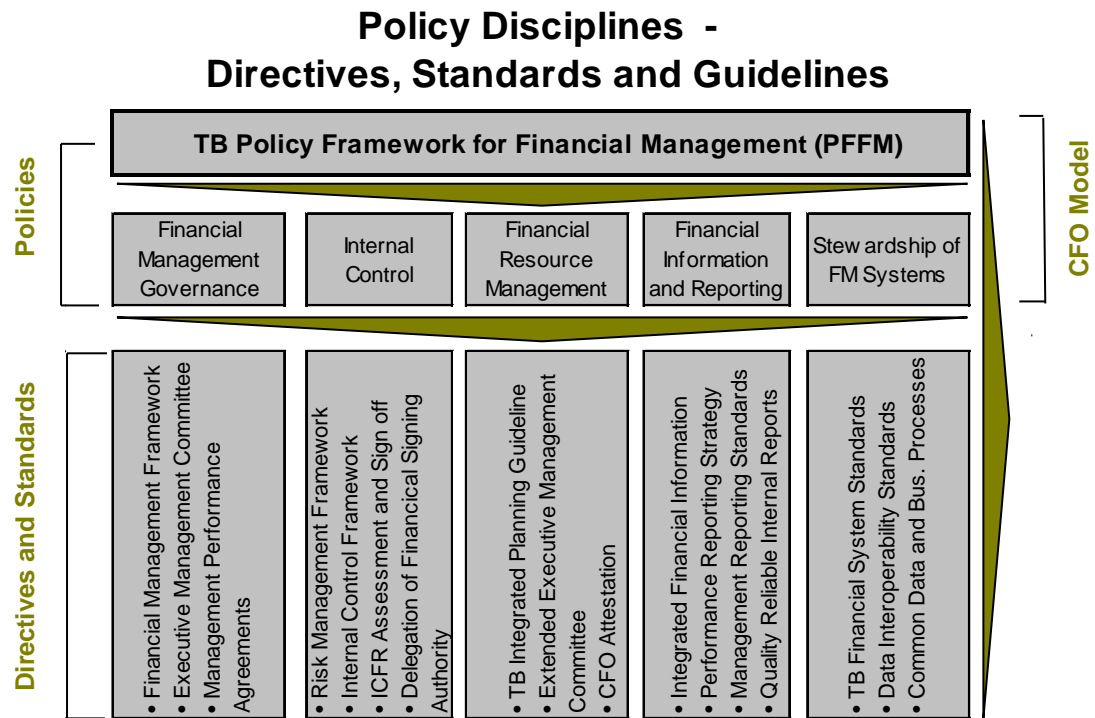 Policy Disciplines -
Directives, Standards and Guidelines
TB Policy Framework for Financial Management (PFFM)
Policies
CFO Model
Financial
Management
Governance
Internal
Control
Financial
Resource
Management
Financial
Information
and Reporting
Stewardship of
FM Systems
Directives and Standards
• Financial Management Framework
• Executive Management Committee
• Management Performance
Agreements
• Risk Management Framework
• Internal Control Framework
• ICFR Assessment and Sign off
• Delegation of Financical Signing
Authority
• TB Integrated Planning Guideline
• Extended Executive Management
Committee
• CFO Attestation
• Integrated Financial Information
• Performance Reporting Strategy
• Management Reporting Standards
• Quality Reliable Internal Reports
• TB Financial System Standards
• Data Interoperability Standards
• Common Data and Bus. Processes